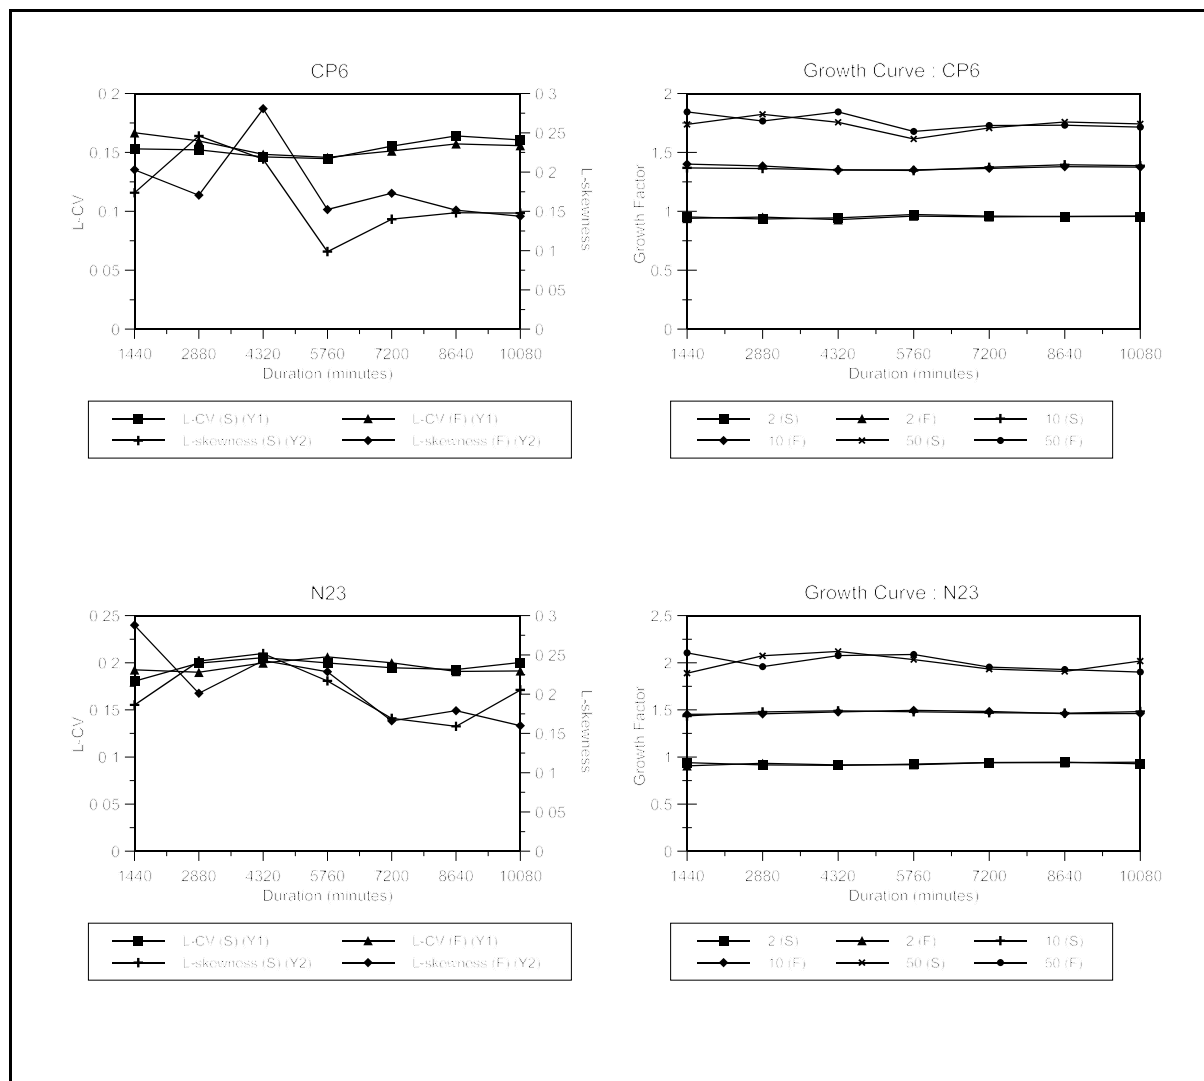 CP6
0.2
0.15
0.1
0.05
0
L-CV
0.3
0.25
0.2
0.15
0.1
0.05
0
L-skewness
1440 2880 4320 5760 7200 8640 10080
Duration (minutes)
L-CV (S) (Y1) L-CV (F) (Y1)
L-skewness (S) (Y2) L-skewness (F) (Y2)
Growth Curve : CP6
2
1.5
1
0.5
0
Growth Factor
1440 2880 4320 5760 7200 8640 10080
Duration (minutes)
2 (S) 2 (F) 10 (S)
10 (F) 50 (S) 50 (F)
N23
0.25
0.2
0.15
0.1
0.05
0
L-CV
0.3
0.25
0.2
0.15
0.1
0.05
0
L-skewness
1440 2880 4320 5760 7200 8640 10080
Duration (minutes)
L-CV (S) (Y1) L-CV (F) (Y1)
L-skewness (S) (Y2) L-skewness (F) (Y2)
Growth Curve : N23
2.5
2
1.5
1
0.5
0
Growth Factor
1440 2880 4320 5760 7200 8640 10080
Duration (minutes)
2 (S) 2 (F) 10 (S)
10 (F) 50 (S) 50 (F)